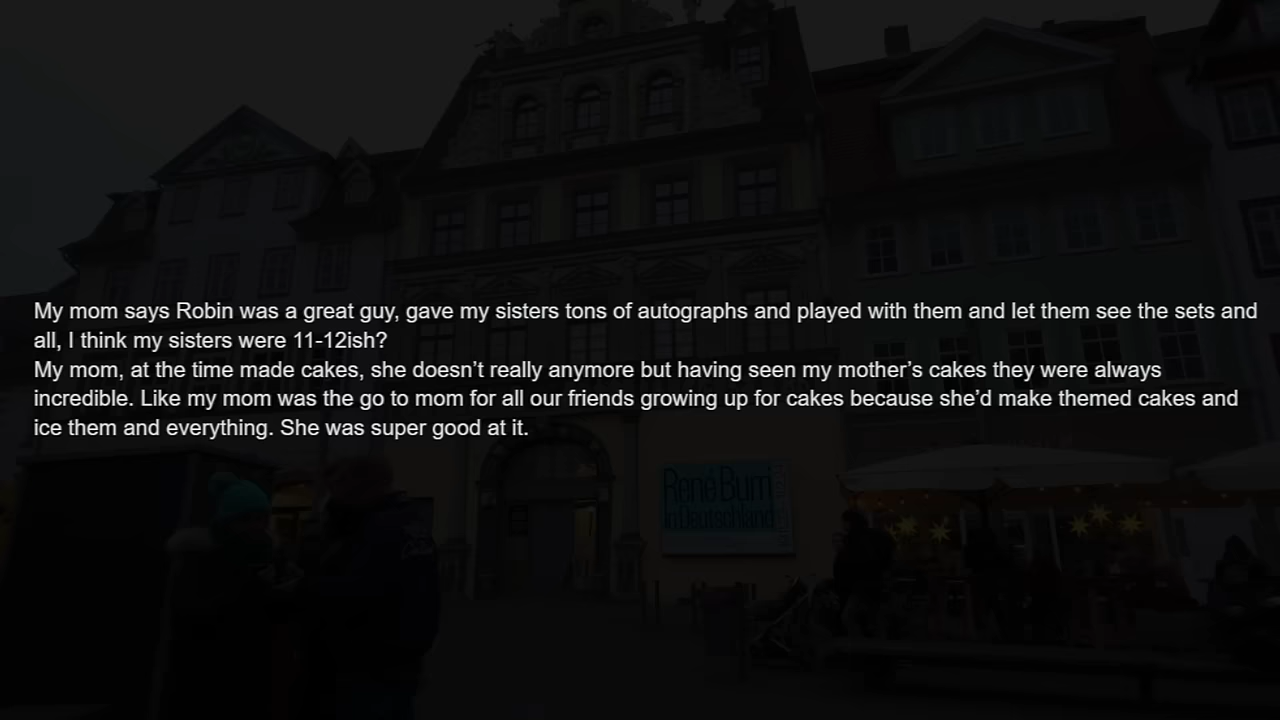 My mom says Robin was a great guy, gave my sisters tons of autographs and played with them and let them see the sets and
all, I think my sisters were 11-12ish?
My mom, at the time made cakes, she doesn’t really anymore but having seen my mother’s cakes they were always
incredible. Like my mom was the go to mom for all our friends growing up for cakes because she’d make themed cakes and
ice them and everything. She was super good at it.
René Burri
in Deutschland